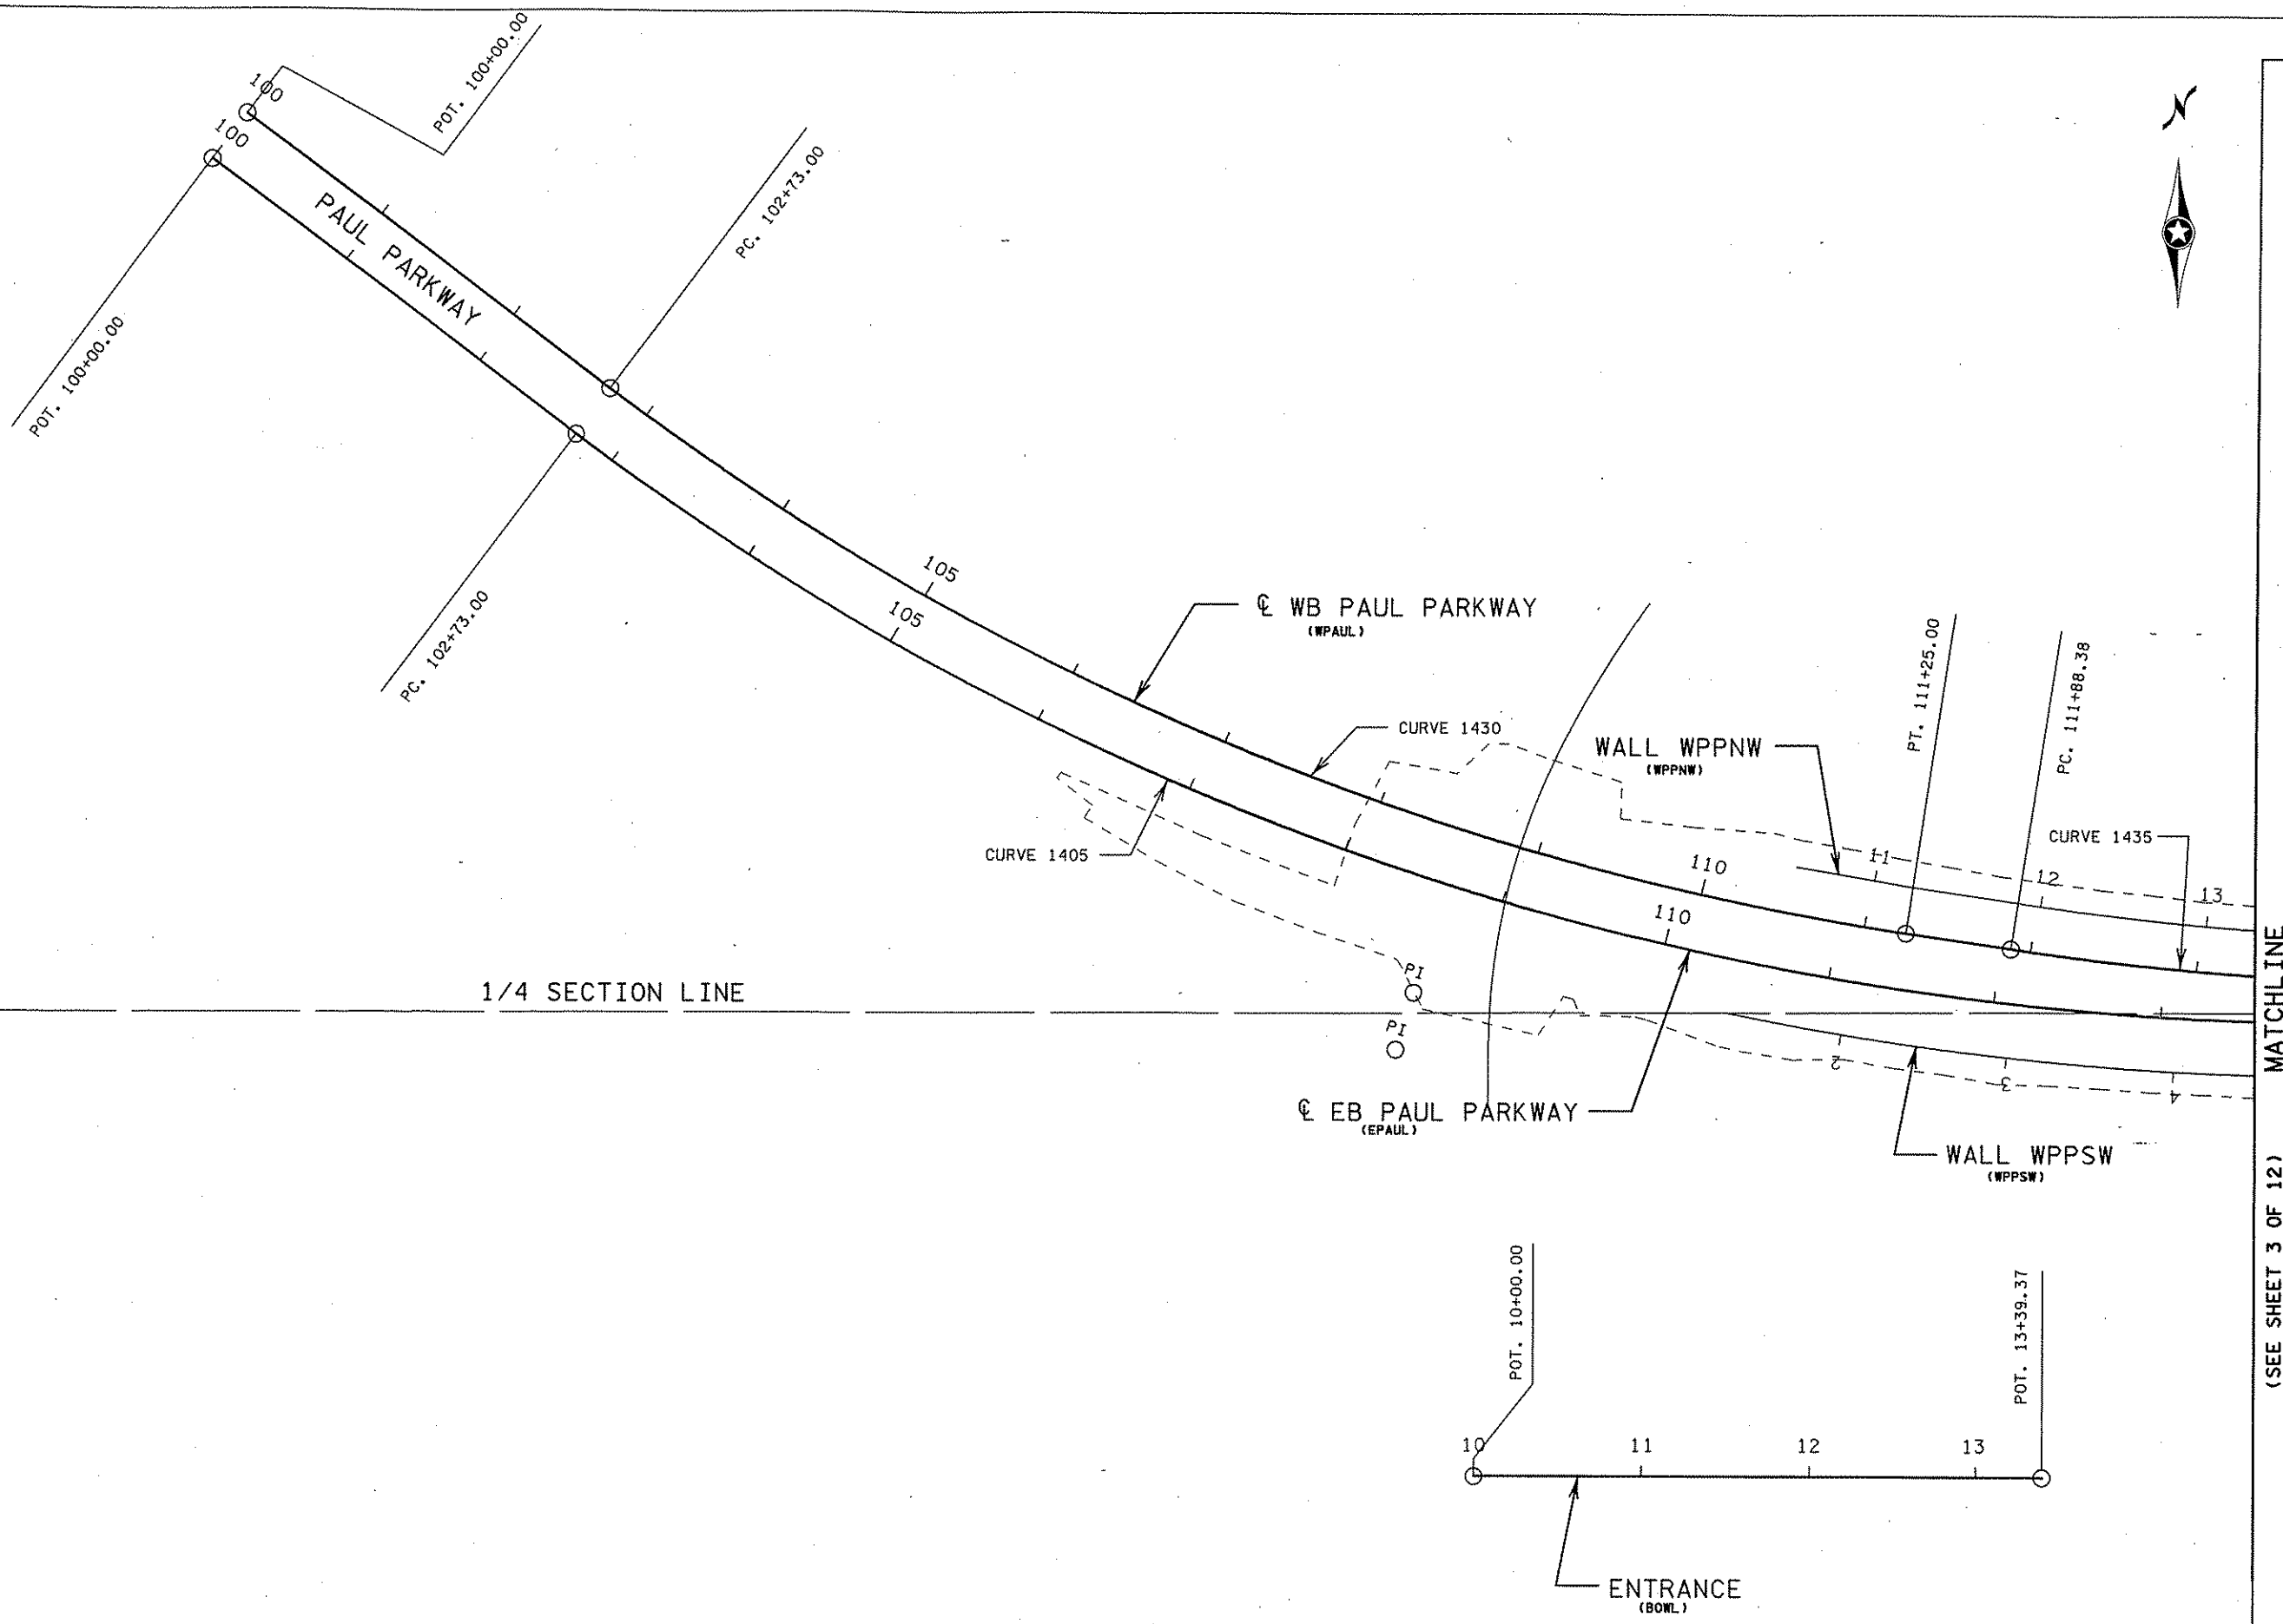 POT. 100+00.00
100
N
100
PC. 102+73.00
PAUL PARKWAY
POT. 100+00.00
PC. 102+73.00
105
105
℄ WB PAUL PARKWAY
(WPAUL)
PT. 111+25.00
PC. 111+88.38
CURVE 1430
WALL WPPNW
(WPPNW)
CURVE 1405
CURVE 1435
110
11
12
13
110
1/4 SECTION LINE
PI
PI
2
3
4
℄ EB PAUL PARKWAY
(EPAUL)
WALL WPPSW
(WPPSW)
MATCHLINE
(SEE SHEET 3 OF 12)
POT. 10+00.00
POT. 13+39.37
10
11
12
13
ENTRANCE
(BOWL)